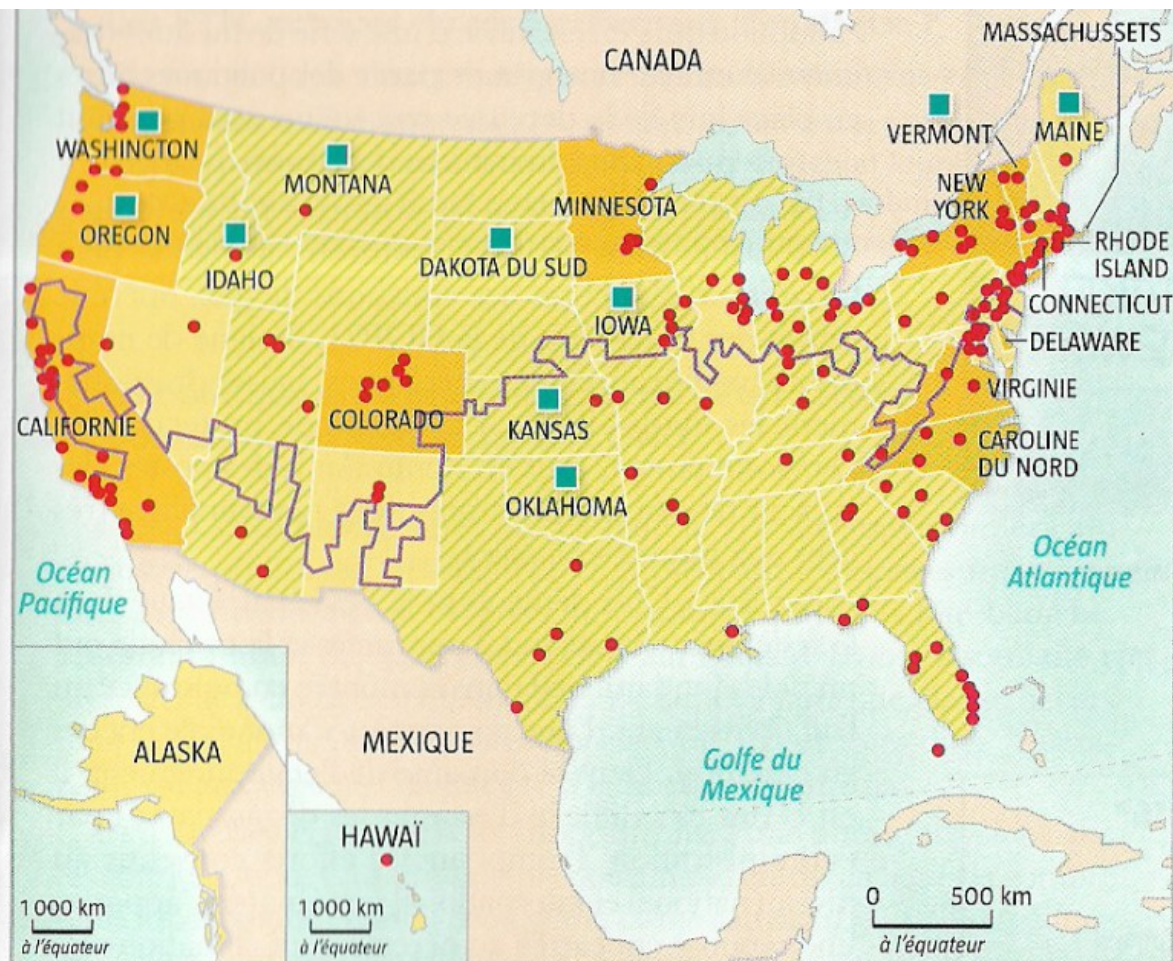 MASSACHUSSETS
CANADA
VERMONT
MAINE
WASHINGTON
MONTANA
NEW
YORK
MINNESOTA
OREGON
RHODE
ISLAND
IDAHO
DAKOTA DU SUD
CONNECTICUT
IOWA
DELAWARE
VIRGINIE
CALIFORNIE
COLORADO
KANSAS
CAROLINE
DU NORD
OKLAHOMA
Océan
Pacifique
Océan
Atlantique
ALASKA
MEXIQUE
Golfe du
Mexique
HAWAÏ
1 000 km
à l'équateur
1 000 km
à l'équateur
0 500 km
à l'équateur